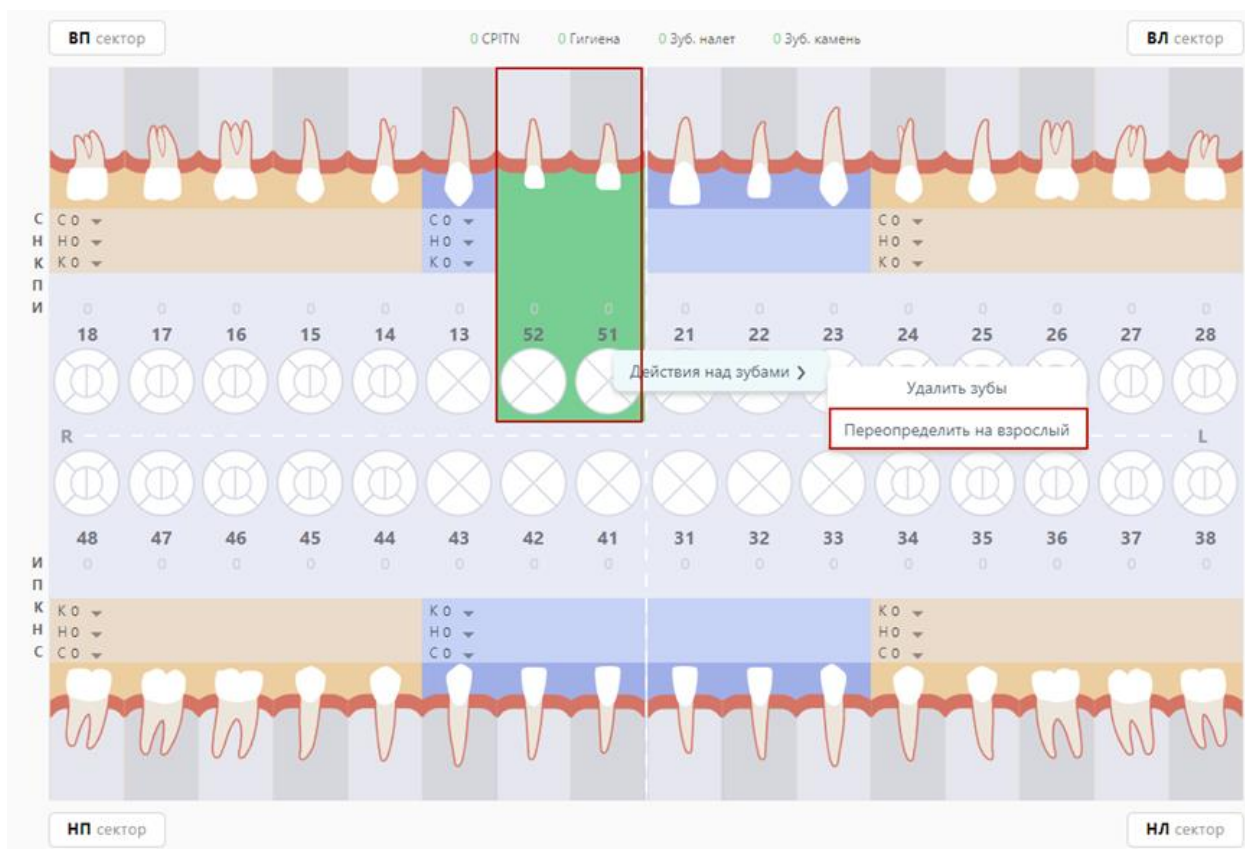 ВП сектор 0 CPITN 0 Гигиена 0 Зуб. налет 0 Зуб. камень ВЛ сектор
С С 0 С 0 С 0
Н Н 0 Н 0 Н 0
К К 0 К 0 К 0
П
И 0 0 0 0 0 0 0 0 0 0 0 0 0 0 0 0
18 17 16 15 14 13 52 51 21 22 23 24 25 26 27 28
Действия над зубами
Удалить зубы
Переопределить на взрослый
R L
48 47 46 45 44 43 42 41 31 32 33 34 35 36 37 38
И 0 0 0 0 0 0 0 0 0 0 0 0 0 0 0 0
П
К К 0 К 0 К 0
Н Н 0 Н 0 Н 0
С С 0 С 0 С 0
НП сектор НЛ сектор